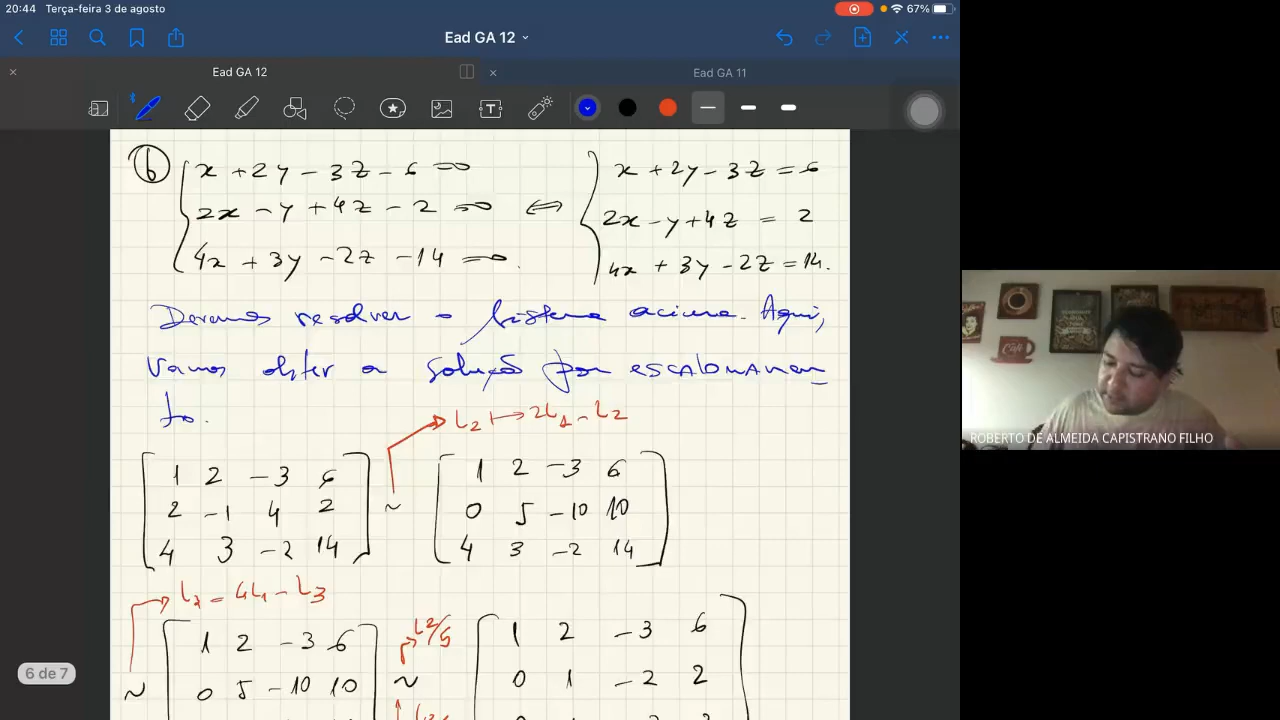 20:44 Terça-feira 3 de agosto 67%
Ead GA 12
Ead GA 12 Ead GA 11
6 x + 2y - 3z - 6 = 0 x + 2y - 3z = 6
2x - y + 4z - 2 = 0 ⟺ 2x - y + 4z = 2
4x + 3y - 2z - 14 = 0. 4x + 3y - 2z = 14.
Devemos resolver o sistema acima. Aqui,
vamos obter a solução por ESCALONAMEN-
to.
L2 ↦ 2L1 - L2
1 2 -3 6 1 2 -3 6
2 -1 4 2 ~ 0 5 -10 10
4 3 -2 14 4 3 -2 14
= 4L1 - L3
L2/5
1 2 -3 6 1 2 -3 6
~ 0 5 -10 10 ~ 0 1 -2 2
6 de 7
Café
ROBERTO DE ALMEIDA CAPISTRANO FILHO